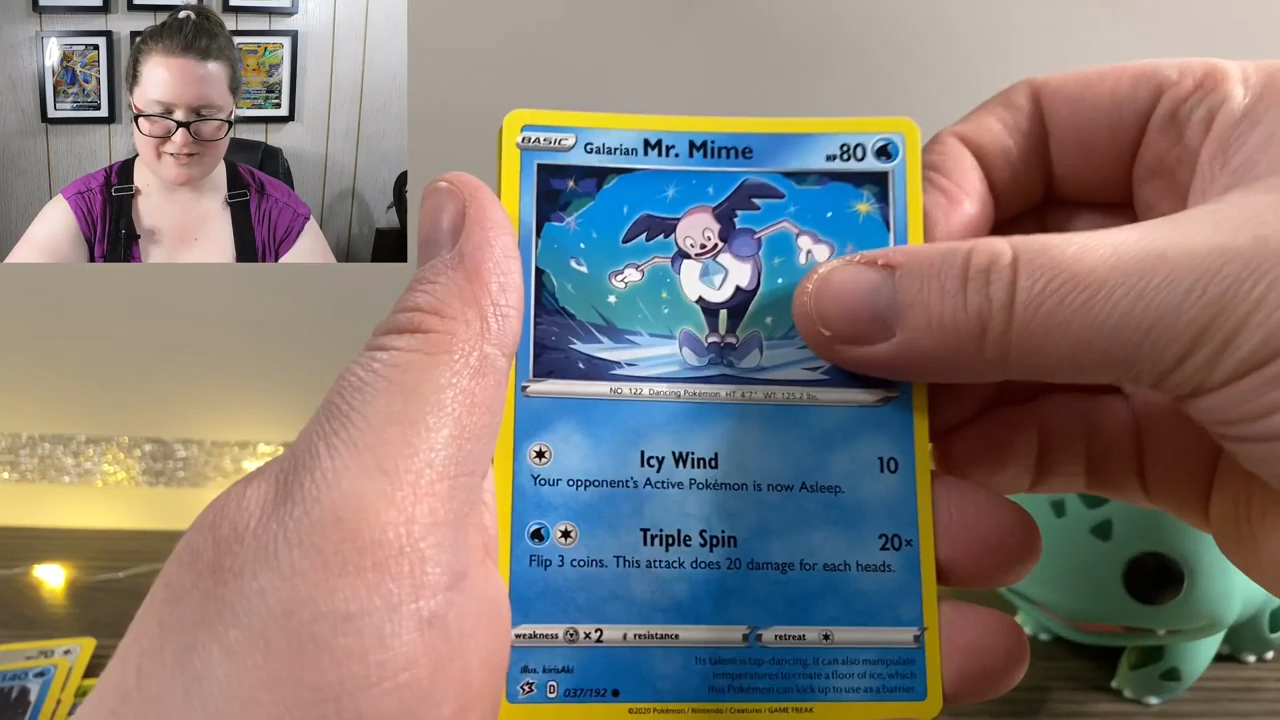 BASIC
Galarian Mr. Mime HP 80
NO. 122 Dancing Pokémon HT. 4'7" WT. 125.2 lbs.
Icy Wind 10
Your opponent's Active Pokémon is now Asleep.
Triple Spin 20×
Flip 3 coins. This attack does 20 damage for each heads.
weakness ×2 resistance retreat
Illus. kirisAki
Its talent is tap-dancing. It can also manipulate
temperatures to create a floor of ice, which
this Pokémon can kick up to use as a barrier.
D 037/192
©2020 Pokémon / Nintendo / Creatures / GAME FREAK
70
140